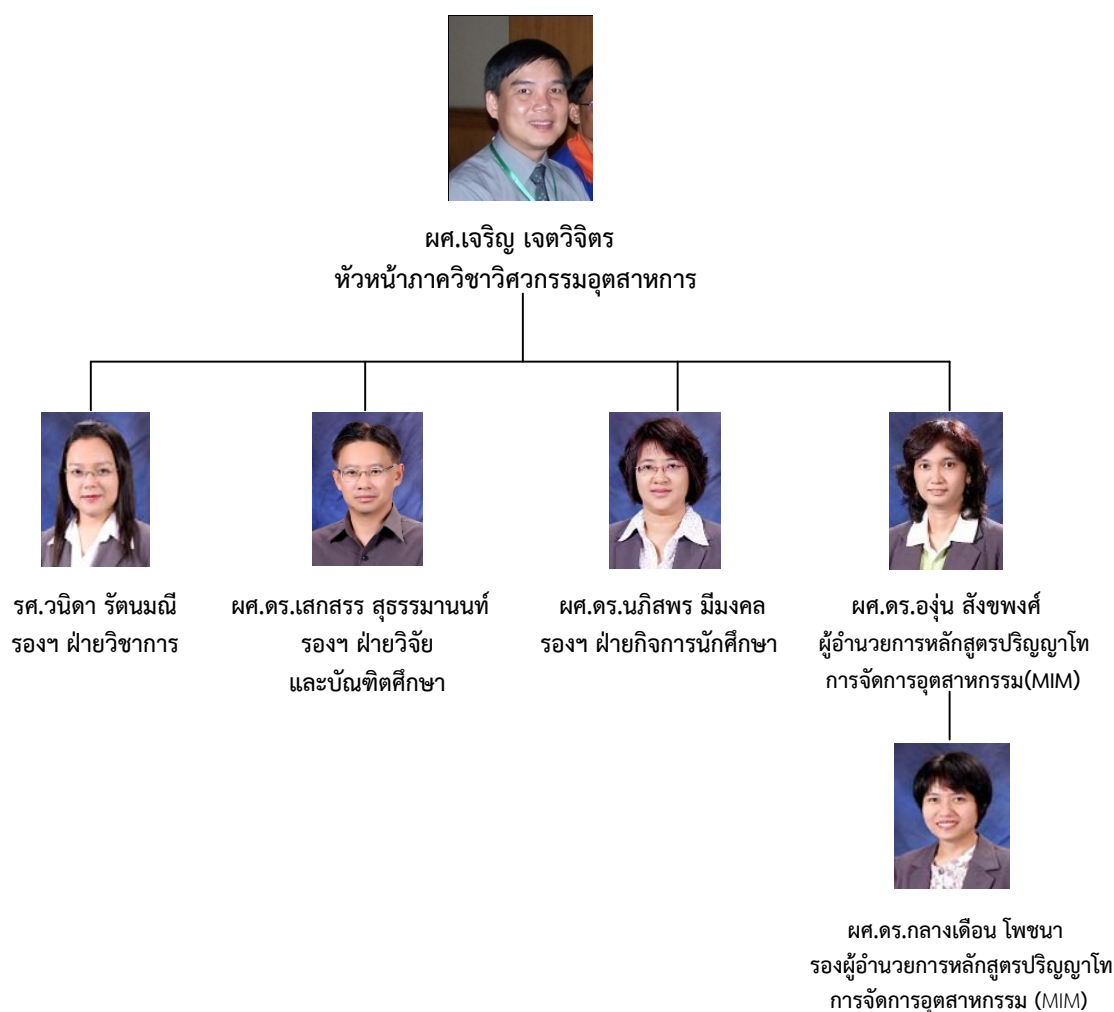 ผศ.เจริญ เจตวิจิตร
หัวหน้าภาควิชาวิศวกรรมอุตสาหการ
รศ.วนิดา รัตนมณี
รองฯ ฝ่ายวิชาการ
ผศ.ดร.เสกสรร สุธรรมานนท์
รองฯ ฝ่ายวิจัย
และบัณฑิตศึกษา
ผศ.ดร.นภิสพร มีมงคล
รองฯ ฝ่ายกิจการนักศึกษา
ผศ.ดร.องุ่น สังขพงศ์
ผู้อำนวยการหลักสูตรปริญญาโท
การจัดการอุตสาหกรรม(MIM)
ผศ.ดร.กลางเดือน โพชนา
รองผู้อำนวยการหลักสูตรปริญญาโท
การจัดการอุตสาหกรรม (MIM)